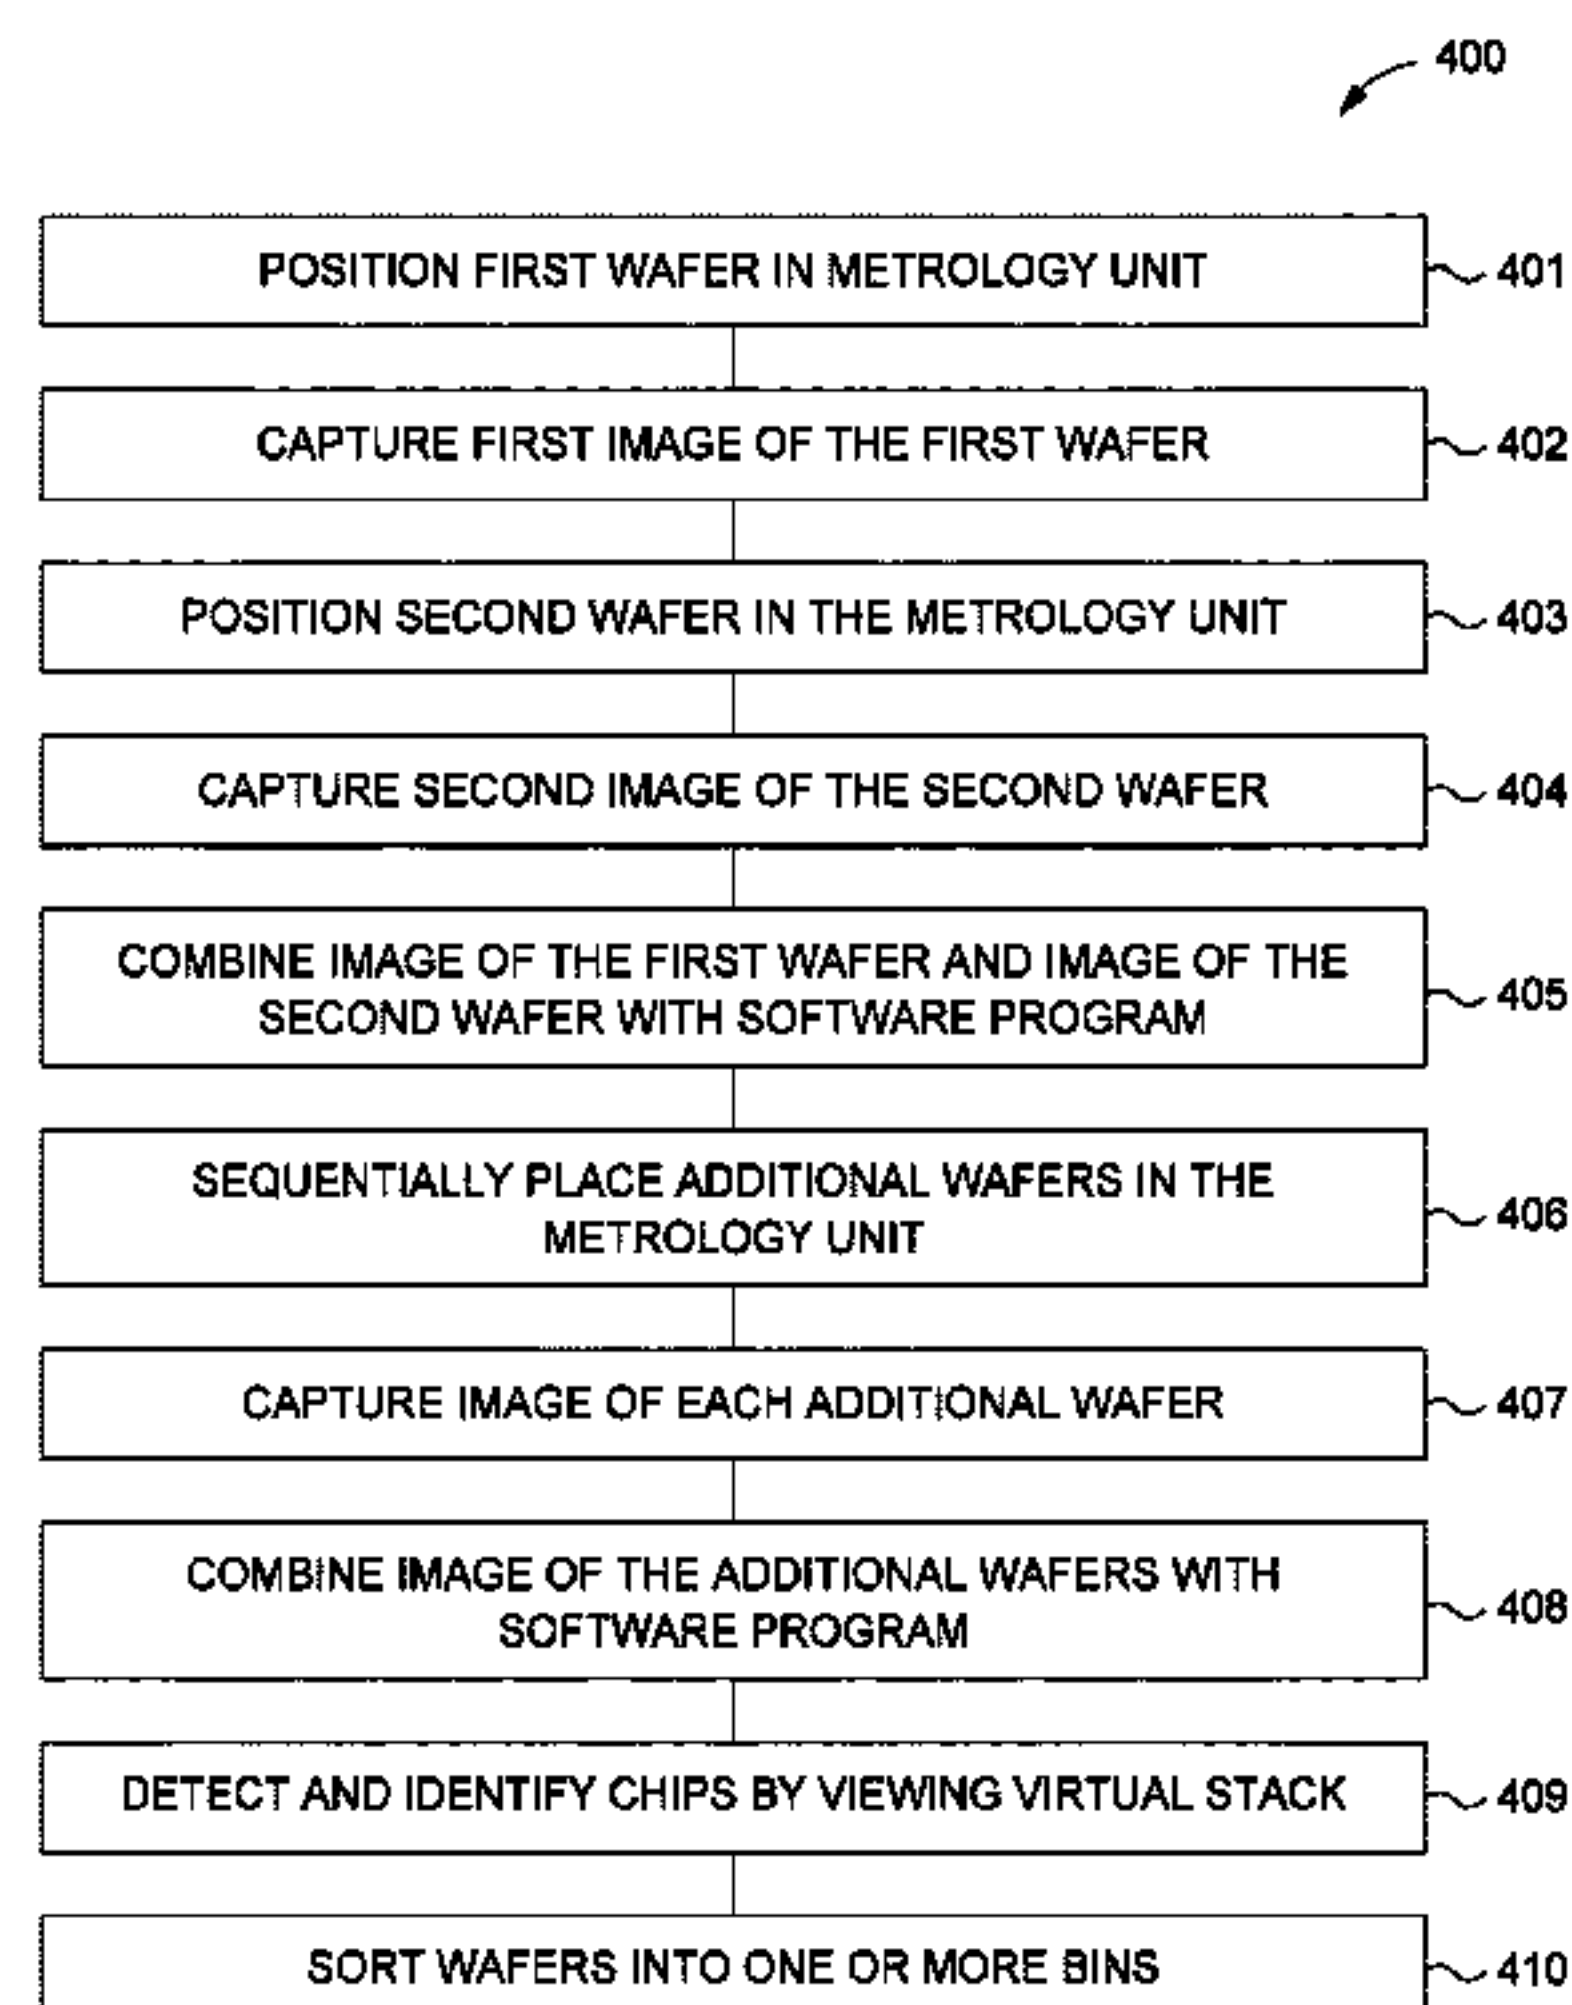 400
POSITION FIRST WAFER IN METROLOGY UNIT
401
CAPTURE FIRST IMAGE OF THE FIRST WAFER
402
POSITION SECOND WAFER IN THE METROLOGY UNIT
403
CAPTURE SECOND IMAGE OF THE SECOND WAFER
404
COMBINE IMAGE OF THE FIRST WAFER AND IMAGE OF THE
SECOND WAFER WITH SOFTWARE PROGRAM
405
SEQUENTIALLY PLACE ADDITIONAL WAFERS IN THE
METROLOGY UNIT
406
CAPTURE IMAGE OF EACH ADDITIONAL WAFER
407
COMBINE IMAGE OF THE ADDITIONAL WAFERS WITH
SOFTWARE PROGRAM
408
DETECT AND IDENTIFY CHIPS BY VIEWING VIRTUAL STACK
409
SORT WAFERS INTO ONE OR MORE BINS
410